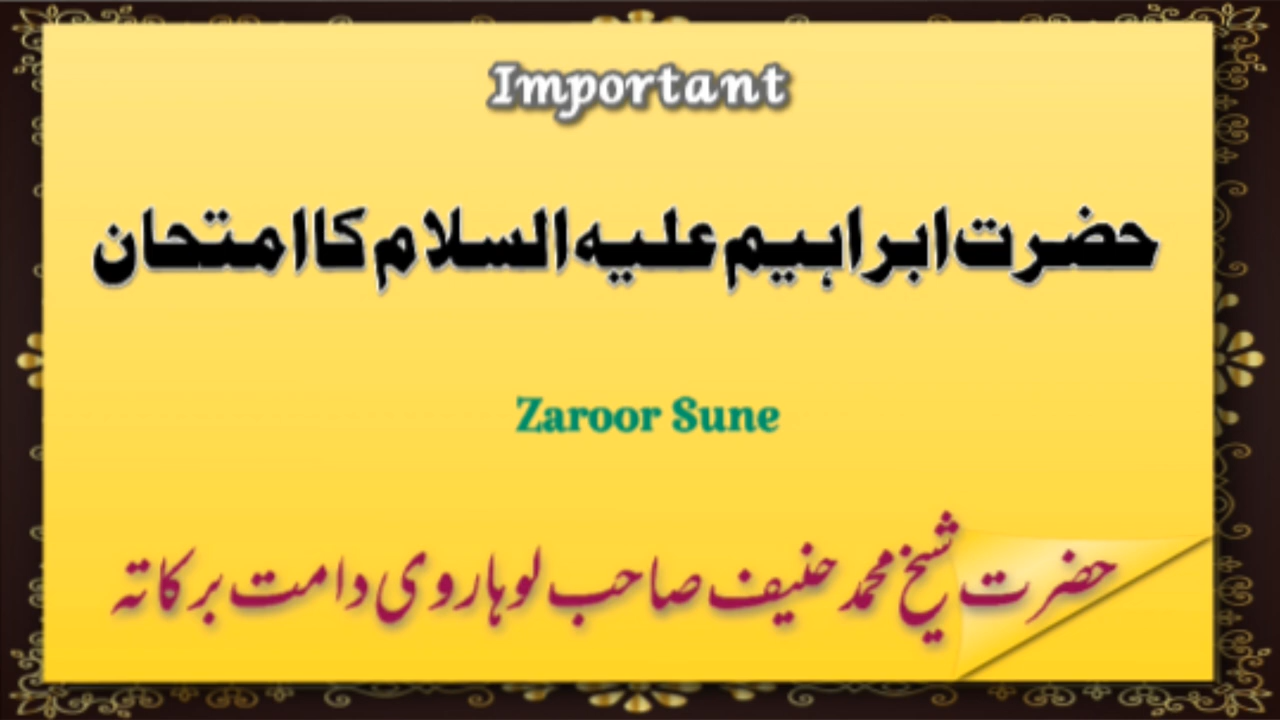 Important
حضرت ابراہیم علیہ السلام کا امتحان
Zaroor Sune
حضرت شیخ محمد حنیف صاحب لوہاروی دامت برکاتہ